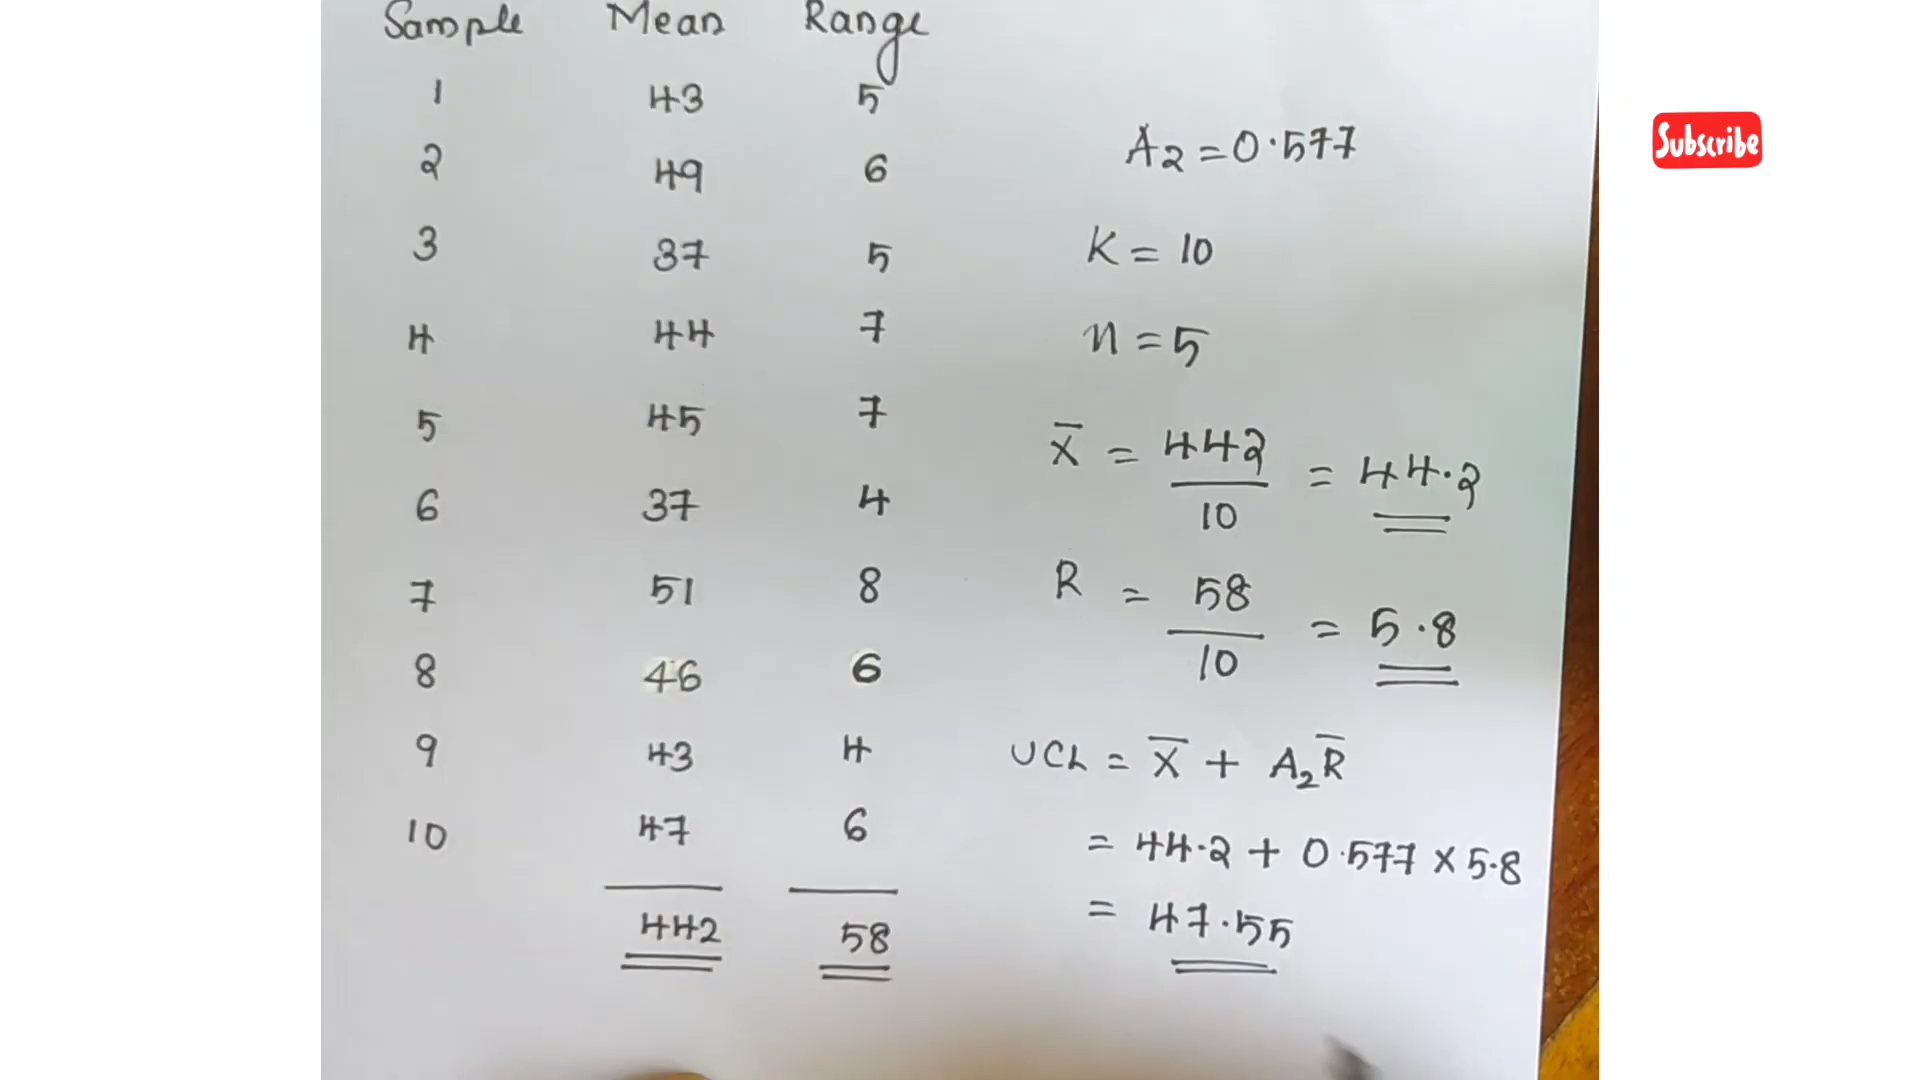 Sample Mean Range
1 43 5
2 49 6
3 37 5
4 44 7
5 45 7
6 37 4
7 51 8
8 46 6
9 43 4
10 47 6
442 58
A2 = 0.577
K = 10
n = 5
X̄ = 442/10 = 44.2
R = 58/10 = 5.8
UCL = X̄ + A₂R̄
= 44.2 + 0.577 × 5.8
= 47.55
Subscribe